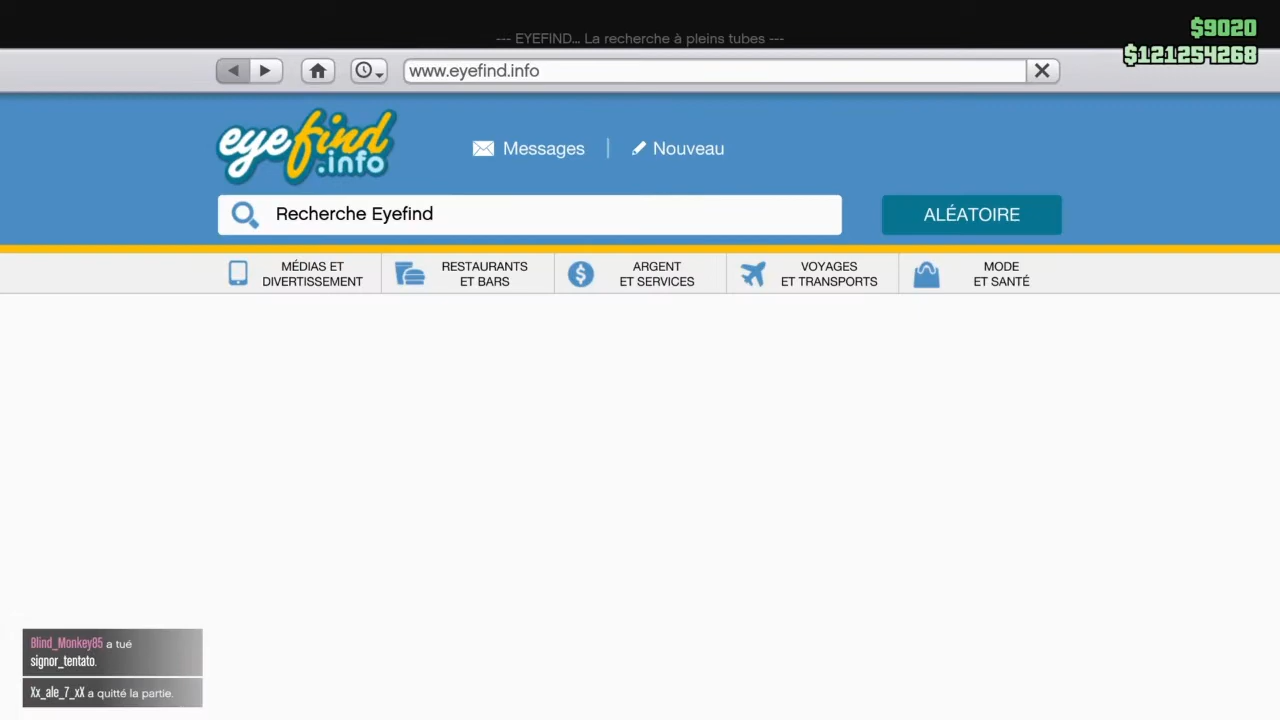 --- EYEFIND... La recherche à pleins tubes ---
$9020
$121254268
www.eyefind.info
eyefind
.info
Messages
Nouveau
Recherche Eyefind
ALÉATOIRE
MÉDIAS ET
DIVERTISSEMENT
RESTAURANTS
ET BARS
ARGENT
ET SERVICES
VOYAGES
ET TRANSPORTS
MODE
ET SANTÉ
Blind_Monkey85 a tué
signor_tentato.
Xx_ale_7_xX a quitté la partie.